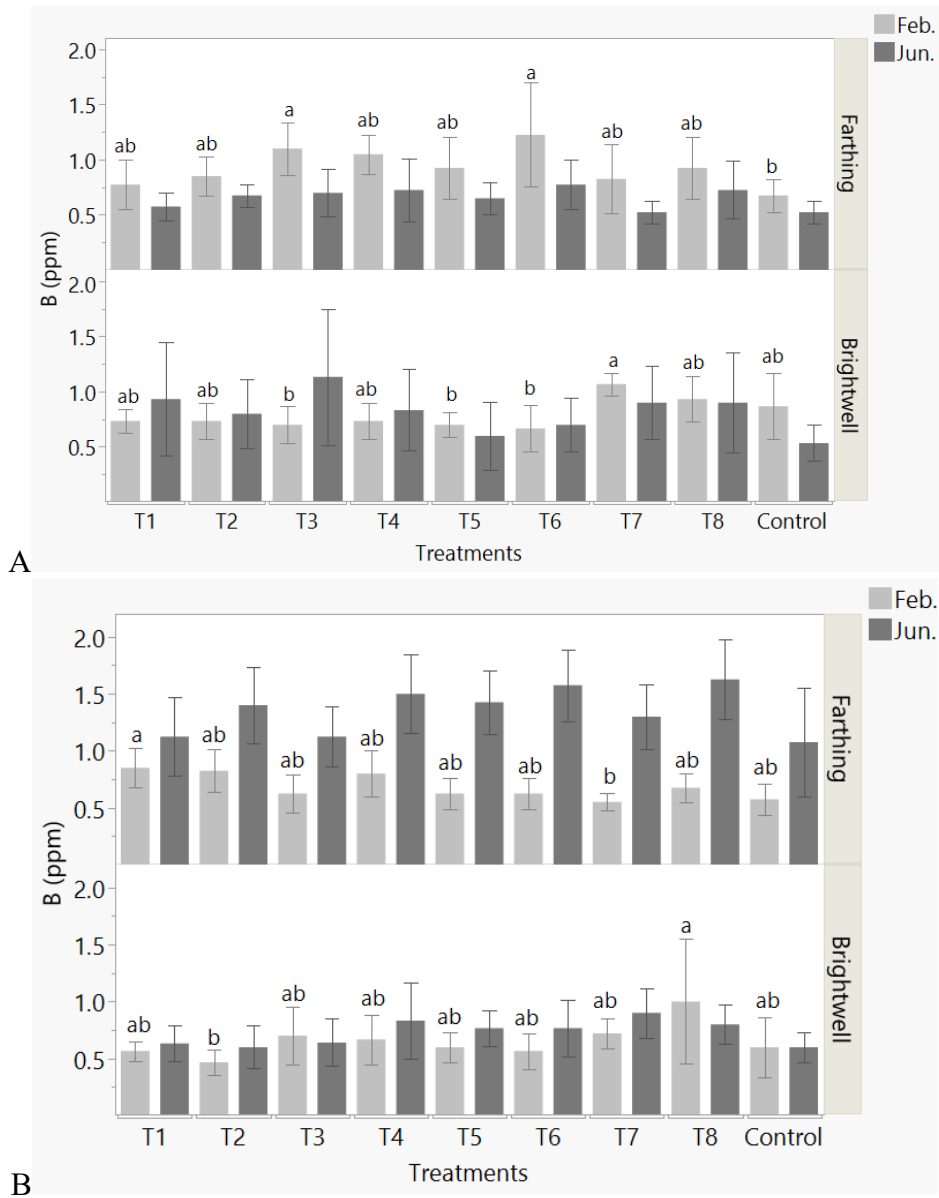 Feb.
Jun.
2.0
1.5
1.0
0.5
ab ab a ab ab a ab ab b
Farthing
B (ppm)
2.0
1.5
1.0
0.5
ab ab b ab b b a ab ab
Brightwell
T1 T2 T3 T4 T5 T6 T7 T8 Control
Treatments
A
Feb.
Jun.
2.0
1.5
1.0
0.5
a ab ab ab ab ab b ab ab
Farthing
B (ppm)
2.0
1.5
1.0
0.5
ab b ab ab ab ab ab a ab
Brightwell
T1 T2 T3 T4 T5 T6 T7 T8 Control
Treatments
B